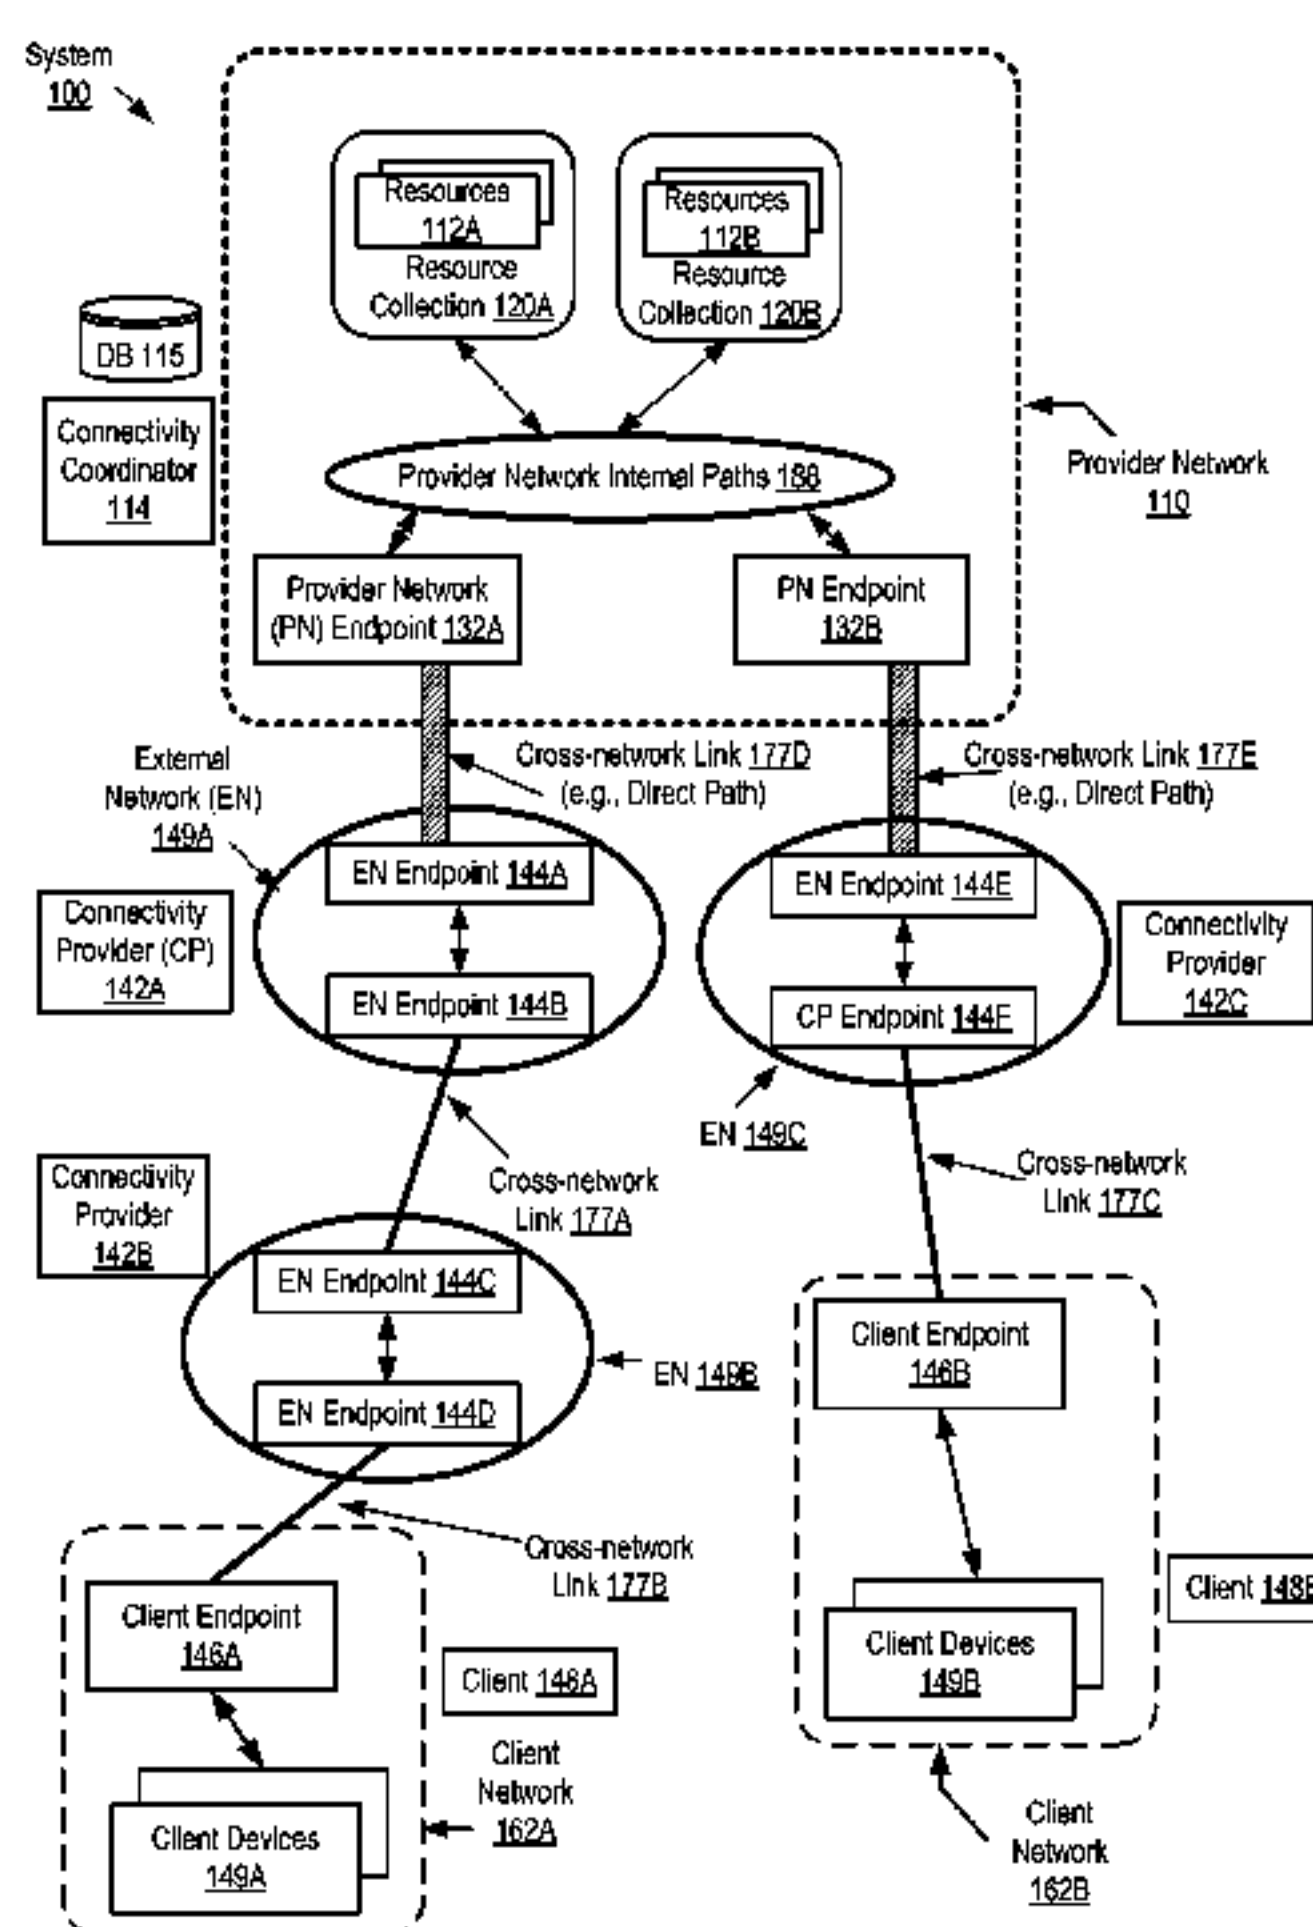 System
100
Resources
112A
Resource
Collection 120A
Resources
112B
Resource
Collection 120B
DB 115
Connectivity
Coordinator
114
Provider Network Internal Paths 188
Provider Network
110
Provider Network
(PN) Endpoint 132A
PN Endpoint
132B
External
Network (EN)
149A
Cross-network Link 177D
(e.g., Direct Path)
Cross-network Link 177E
(e.g., Direct Path)
EN Endpoint 144A
EN Endpoint 144E
Connectivity
Provider (CP)
142A
Connectivity
Provider
142C
EN Endpoint 144B
CP Endpoint 144F
EN 149C
Cross-network
Link 177A
Cross-network
Link 177C
Connectivity
Provider
142B
EN Endpoint 144C
EN Endpoint 144D
EN 149B
Client Endpoint
146B
Cross-network
Link 177B
Client Endpoint
146A
Client 148A
Client Devices
149B
Client 148B
Client
Network
162A
Client Devices
149A
Client
Network
162B